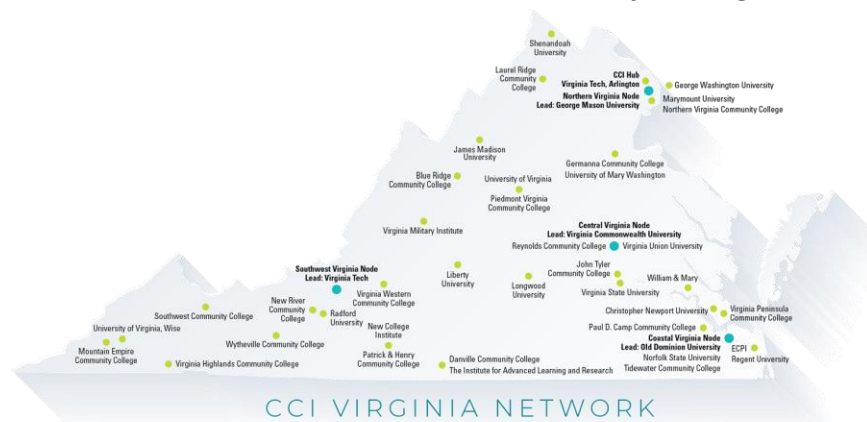 Shenandoah
University
Laurel Ridge
Community
College
CCI Hub
Virginia Tech, Arlington
Northern Virginia Node
Lead: George Mason University
George Washington University
Marymount University
Northern Virginia Community College
James Madison
University
Germanna Community College
University of Mary Washington
Blue Ridge
Community College
University of Virginia
Piedmont Virginia
Community College
Virginia Military Institute
Central Virginia Node
Lead: Virginia Commonwealth University
Reynolds Community College
Virginia Union University
Southwest Virginia Node
Lead: Virginia Tech
Liberty
University
Longwood
University
John Tyler
Community College
Virginia State University
William & Mary
Virginia Western
Community College
Southwest Community College
New River
Community
College
Radford
University
Christopher Newport University
Virginia Peninsula
Community College
Paul D. Camp Community College
Coastal Virginia Node
Lead: Old Dominion University
Norfolk State University
Tidewater Community College
ECPI
Regent University
University of Virginia, Wise
Mountain Empire
Community College
Wytheville Community College
New College
Institute
Patrick & Henry
Community College
Virginia Highlands Community College
Danville Community College
The Institute for Advanced Learning and Research
CCI VIRGINIA NETWORK